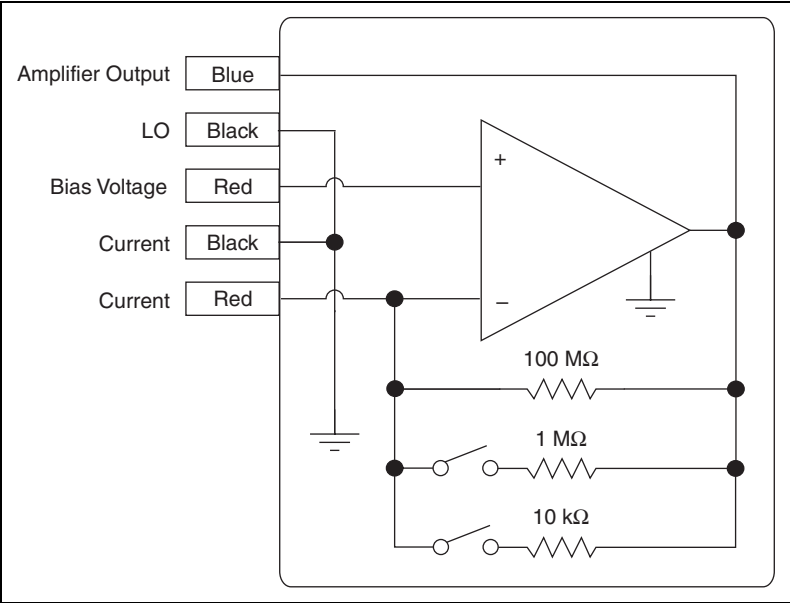 Amplifier Output Blue
LO Black
Bias Voltage Red
Current Black
Current Red
+
−
100 MΩ
1 MΩ
10 kΩ